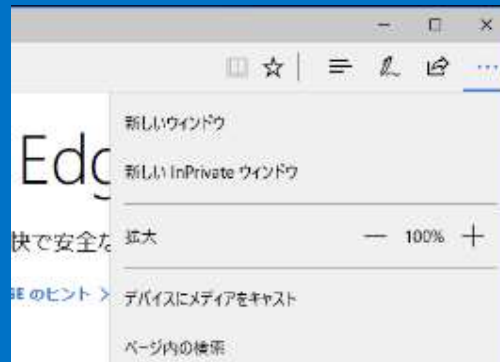 新しいウィンドウ
Edg
新しい InPrivate ウィンドウ
快で安全な
拡大 — 100% +
GE のヒント >
デバイスにメディアをキャスト
ページ内の検索